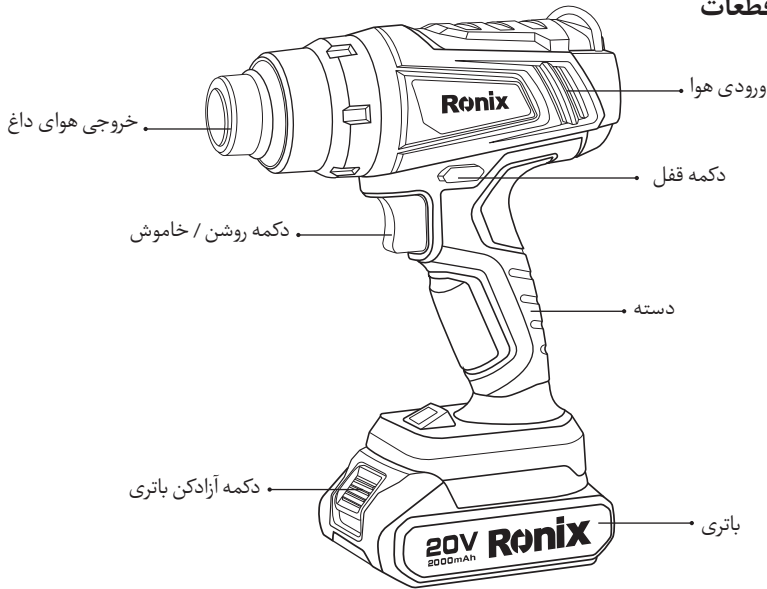 قطعات
Ronix
ورودی هوا
خروجی هوای داغ
دکمه قفل
دکمه روشن / خاموش
دسته
دکمه آزادکن باتری
باتری
20V Ronix
2000mAh